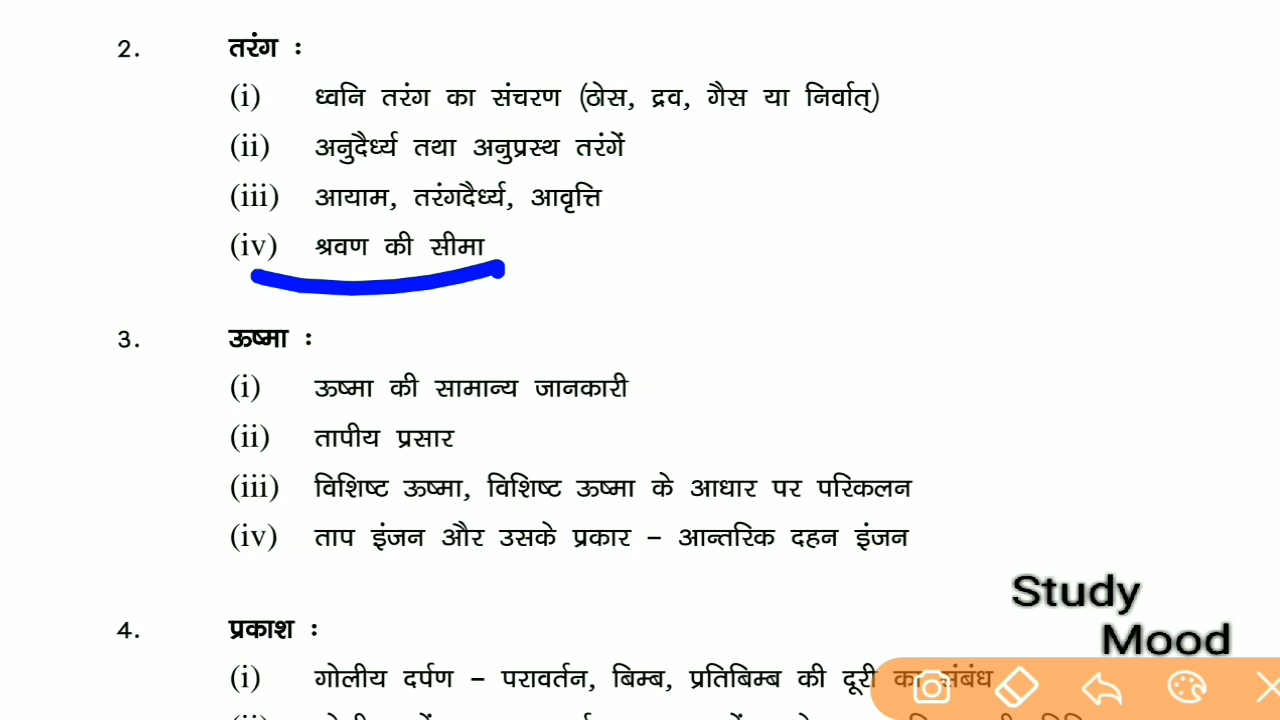 2. तरंग :
(i) ध्वनि तरंग का संचरण (ठोस, द्रव, गैस या निर्वात्)
(ii) अनुदैर्ध्य तथा अनुप्रस्थ तरंगें
(iii) आयाम, तरंगदैर्ध्य, आवृत्ति
(iv) श्रवण की सीमा
3. ऊष्मा :
(i) ऊष्मा की सामान्य जानकारी
(ii) तापीय प्रसार
(iii) विशिष्ट ऊष्मा, विशिष्ट ऊष्मा के आधार पर परिकलन
(iv) ताप इंजन और उसके प्रकार – आन्तरिक दहन इंजन
Study
Mood
4. प्रकाश :
(i) गोलीय दर्पण – परावर्तन, बिम्ब, प्रतिबिम्ब की दूरी का संबंध